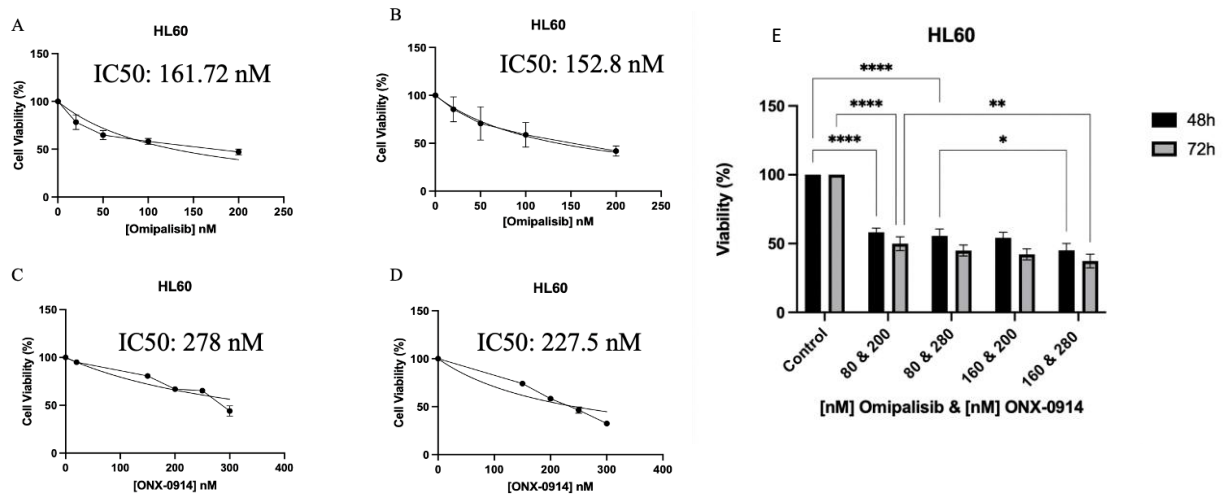 A
HL60
IC50: 161.72 nM
Cell Viability (%)
150
100
50
0
0 50 100 150 200 250
[Omipalisib] nM
B
HL60
IC50: 152.8 nM
Cell Viability (%)
150
100
50
0
0 50 100 150 200 250
[Omipalisib] nM
C
HL60
IC50: 278 nM
Cell Viability (%)
150
100
50
0
0 100 200 300 400
[ONX-0914] nM
D
HL60
IC50: 227.5 nM
Cell Viability (%)
150
100
50
0
0 100 200 300 400
[ONX-0914] nM
E
HL60
****
**** **
**** *
48h
72h
Viability (%)
150
100
50
0
Control 80 & 200 80 & 280 160 & 200 160 & 280
[nM] Omipalisib & [nM] ONX-0914